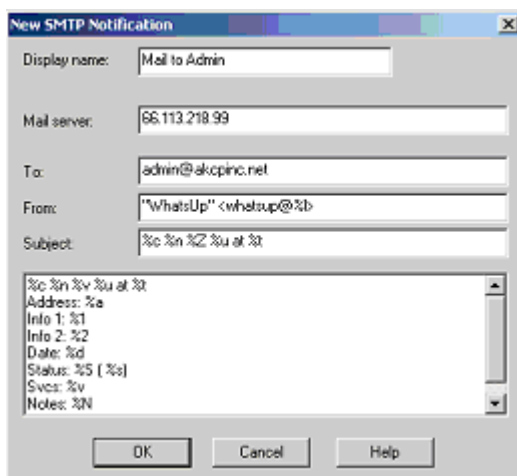 New SMTP Notification
Display name: Mail to Admin
Mail server: 66.113.218.99
To: admin@akcpinc.net
From: "WhatsUp" <whatsup@%I>
Subject: %c %n %Z %u at %t
%c %n %v %u at %t
Address: %a
Info 1: %1
Info 2: %2
Date: %d
Status: %S ( %s)
Svcs: %v
Notes: %N
OK Cancel Help